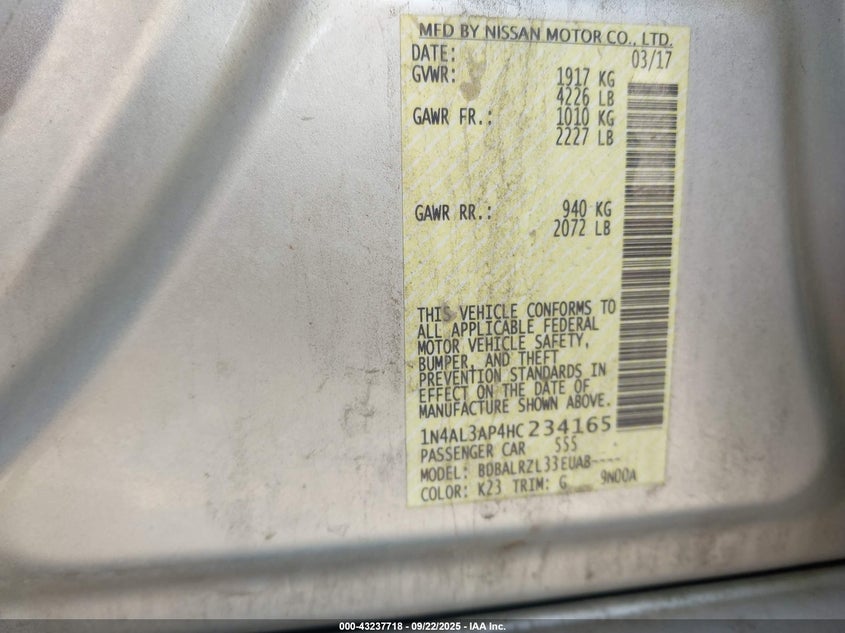 MFD BY NISSAN MOTOR CO., LTD.
DATE: 03/17
GVWR: 1917 KG
4226 LB
GAWR FR.: 1010 KG
2227 LB
GAWR RR.: 940 KG
2072 LB
THIS VEHICLE CONFORMS TO
ALL APPLICABLE FEDERAL
MOTOR VEHICLE SAFETY,
BUMPER, AND THEFT
PREVENTION STANDARDS IN
EFFECT ON THE DATE OF
MANUFACTURE SHOWN ABOVE.
1N4AL3AP4HC234165
PASSENGER CAR 555
MODEL: BDBALRZL33EUAB----
COLOR: K23 TRIM: G 9N00A
000-43237718 - 09/22/2025 - IAA Inc.